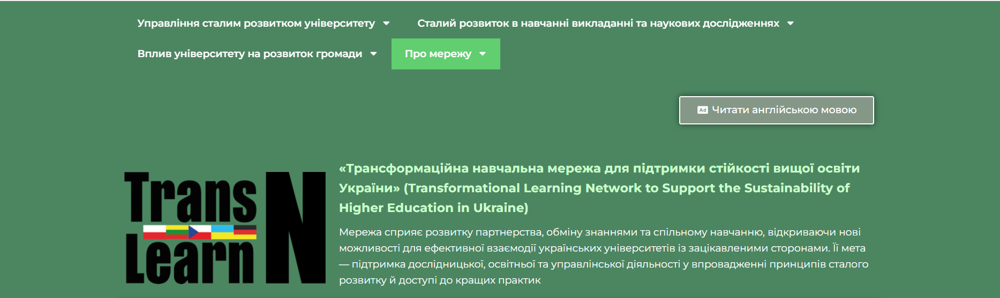 Управління сталим розвитком університету
Сталий розвиток в навчанні викладанні та наукових дослідженнях
Вплив університету на розвиток громади
Про мережу
Ad Читати англійською мовою
Trans
Learn
N
«Трансформаційна навчальна мережа для підтримки стійкості вищої освіти
України» (Transformational Learning Network to Support the Sustainability of
Higher Education in Ukraine)
Мережа сприяє розвитку партнерства, обміну знаннями та спільному навчанню, відкриваючи нові
можливості для ефективної взаємодії українських університетів із зацікавленими сторонами. Її мета
— підтримка дослідницької, освітньої та управлінської діяльності у впровадженні принципів сталого
розвитку й доступі до кращих практик